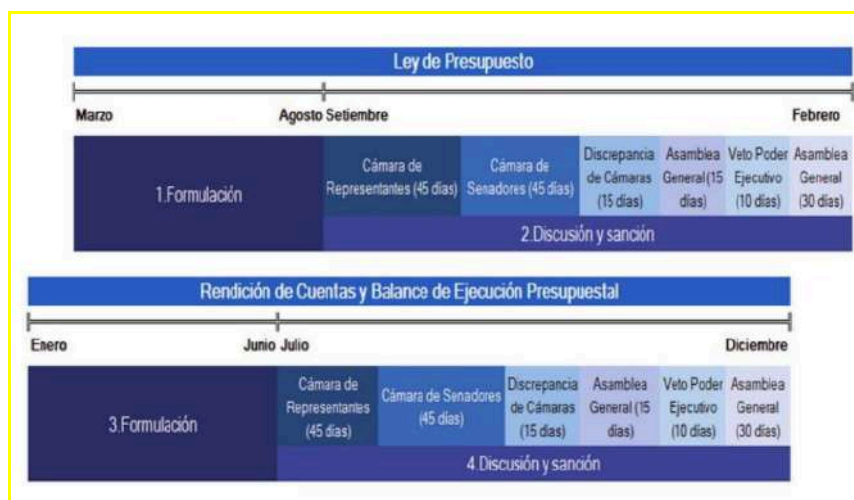 Ley de Presupuesto
Marzo
Agosto Setiembre
Febrero
1.Formulación
Cámara de
Representantes (45 días)
Cámara de
Senadores (45 días)
Discrepancia
de Cámaras
(15 días)
Asamblea
General (15
días)
Veto Poder
Ejecutivo
(10 días)
Asamblea
General
(30 días)
2.Discusión y sanción
Rendición de Cuentas y Balance de Ejecución Presupuestal
Enero
Junio Julio
Diciembre
3.Formulación
Cámara de
Representantes
(45 días)
Cámara de Senadores
(45 días)
Discrepancia
de Cámaras
(15 días)
Asamblea
General (15
días)
Veto Poder
Ejecutivo
(10 días)
Asamblea
General
(30 días)
4.Discusión y sanción